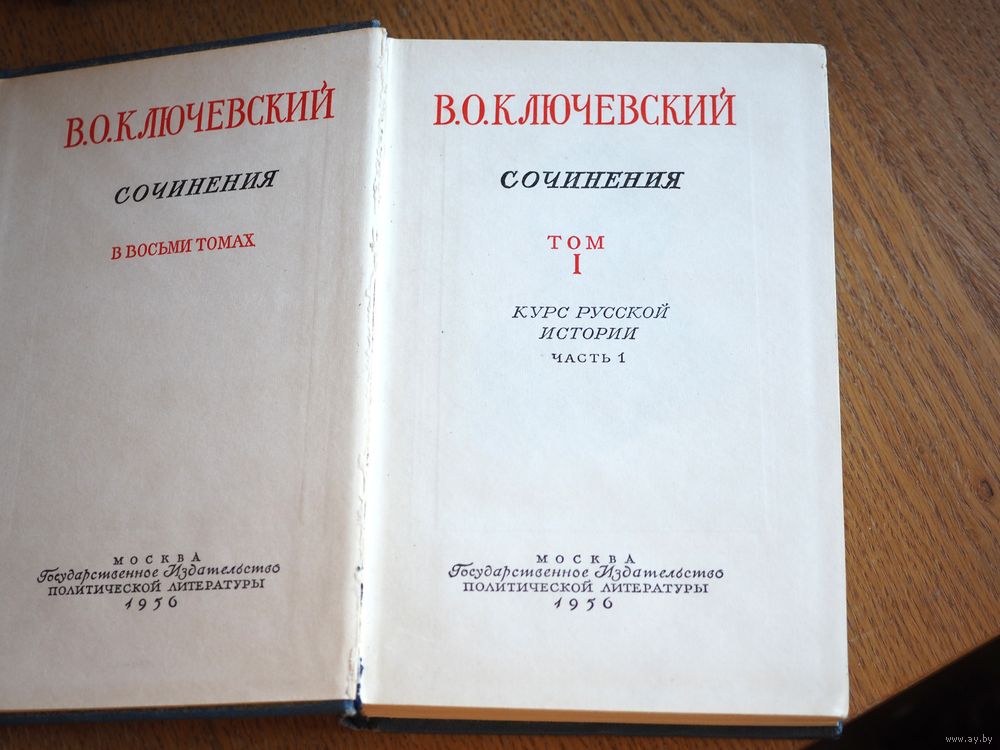 В.О.КЛЮЧЕВСКИЙ
СОЧИНЕНИЯ
В ВОСЬМИ ТОМАХ
МОСКВА
Государственное Издательство
ПОЛИТИЧЕСКОЙ ЛИТЕРАТУРЫ
1956
В.О.КЛЮЧЕВСКИЙ
СОЧИНЕНИЯ
ТОМ
I
КУРС РУССКОЙ
ИСТОРИИ
ЧАСТЬ 1
МОСКВА
Государственное Издательство
ПОЛИТИЧЕСКОЙ ЛИТЕРАТУРЫ
1956
www.ay.by